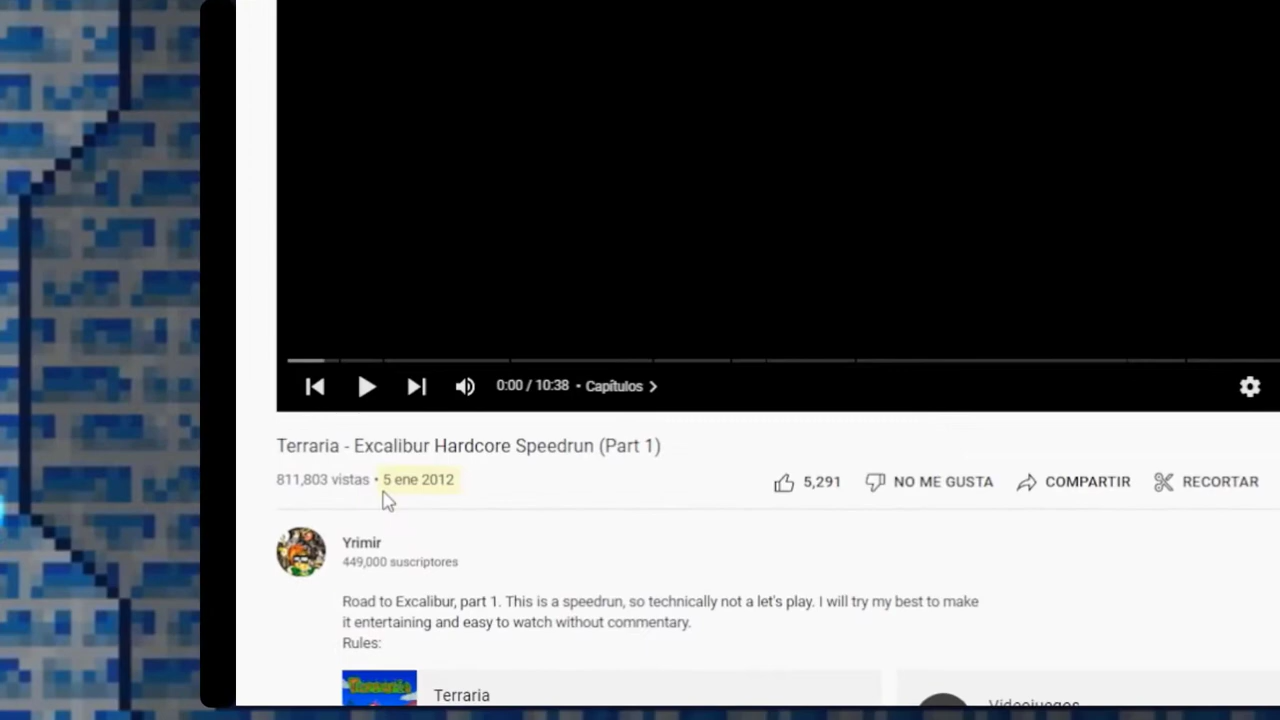 0:00 / 10:38 • Capítulos
Terraria - Excalibur Hardcore Speedrun (Part 1)
811,803 vistas • 5 ene 2012
5,291 NO ME GUSTA COMPARTIR RECORTAR
Yrimir
449,000 suscriptores
Road to Excalibur, part 1. This is a speedrun, so technically not a let's play. I will try my best to make
it entertaining and easy to watch without commentary.
Rules:
Terraria
Videojuegos